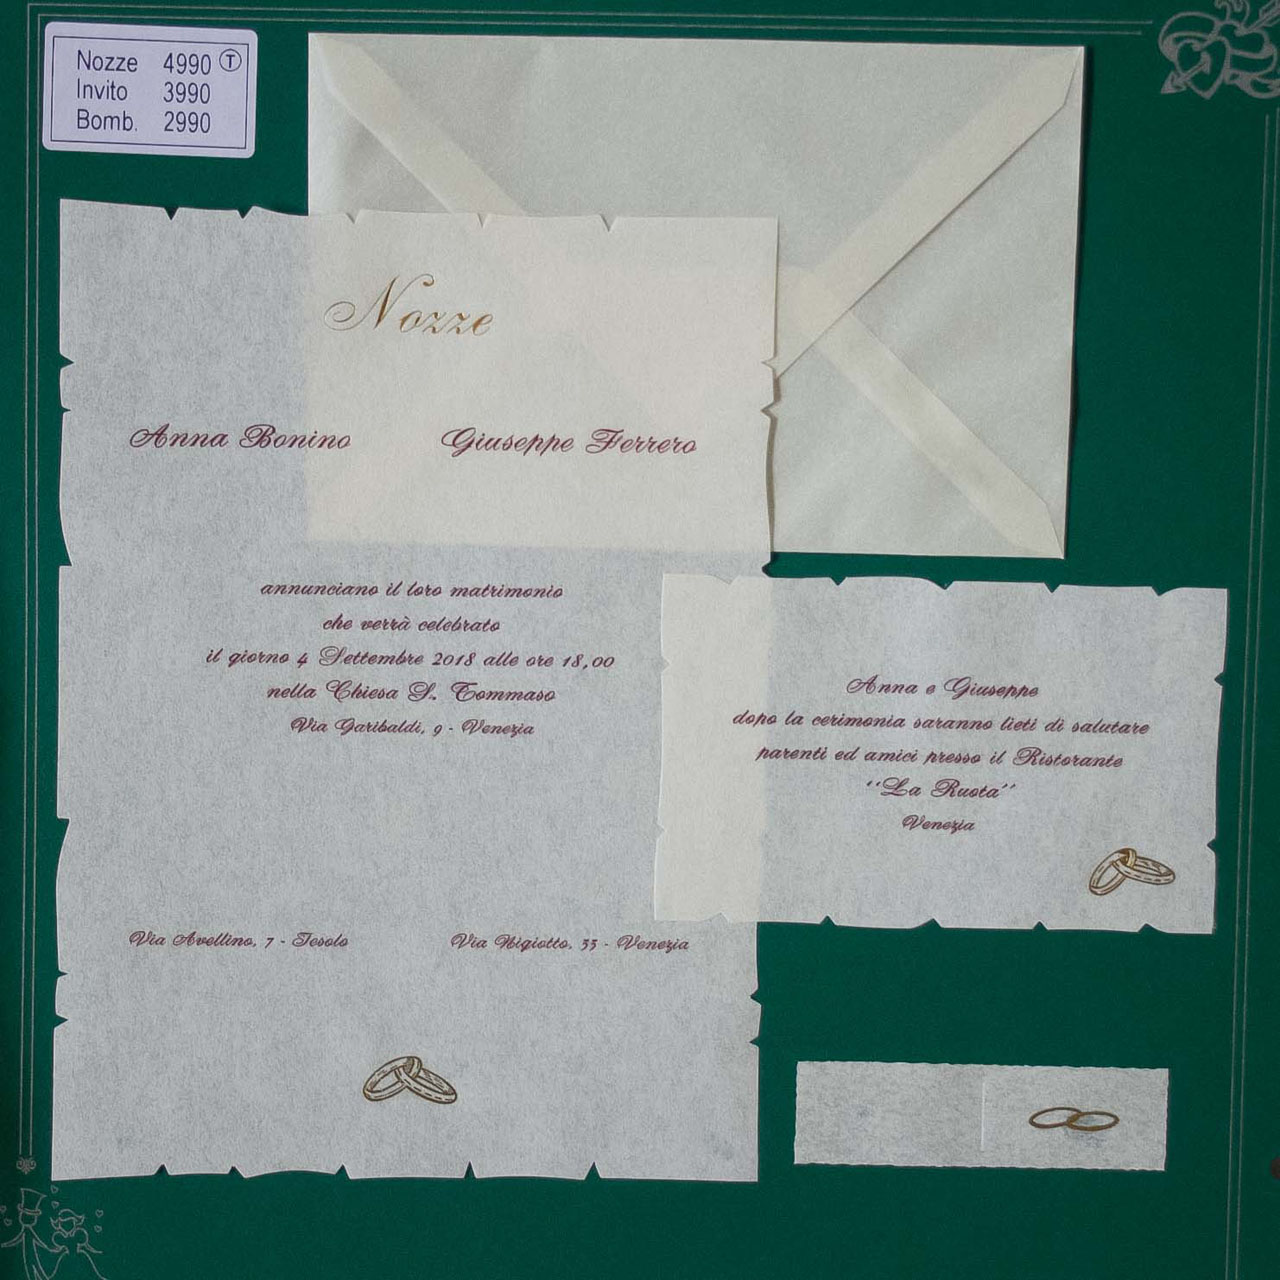 Nozze 4990 Ⓣ
Invito 3990
Bomb. 2990
Nozze
Anna Bonino Giuseppe Ferrero
annunciano il loro matrimonio
che verrà celebrato
il giorno 4 Settembre 2018 alle ore 18,00
nella Chiesa S. Tommaso
Via Garibaldi, 9 - Venezia
Via Avellino, 7 - Jesolo Via Nigiotto, 33 - Venezia
Anna e Giuseppe
dopo la cerimonia saranno lieti di salutare
parenti ed amici presso il Ristorante
‘‘La Ruota’’
Venezia